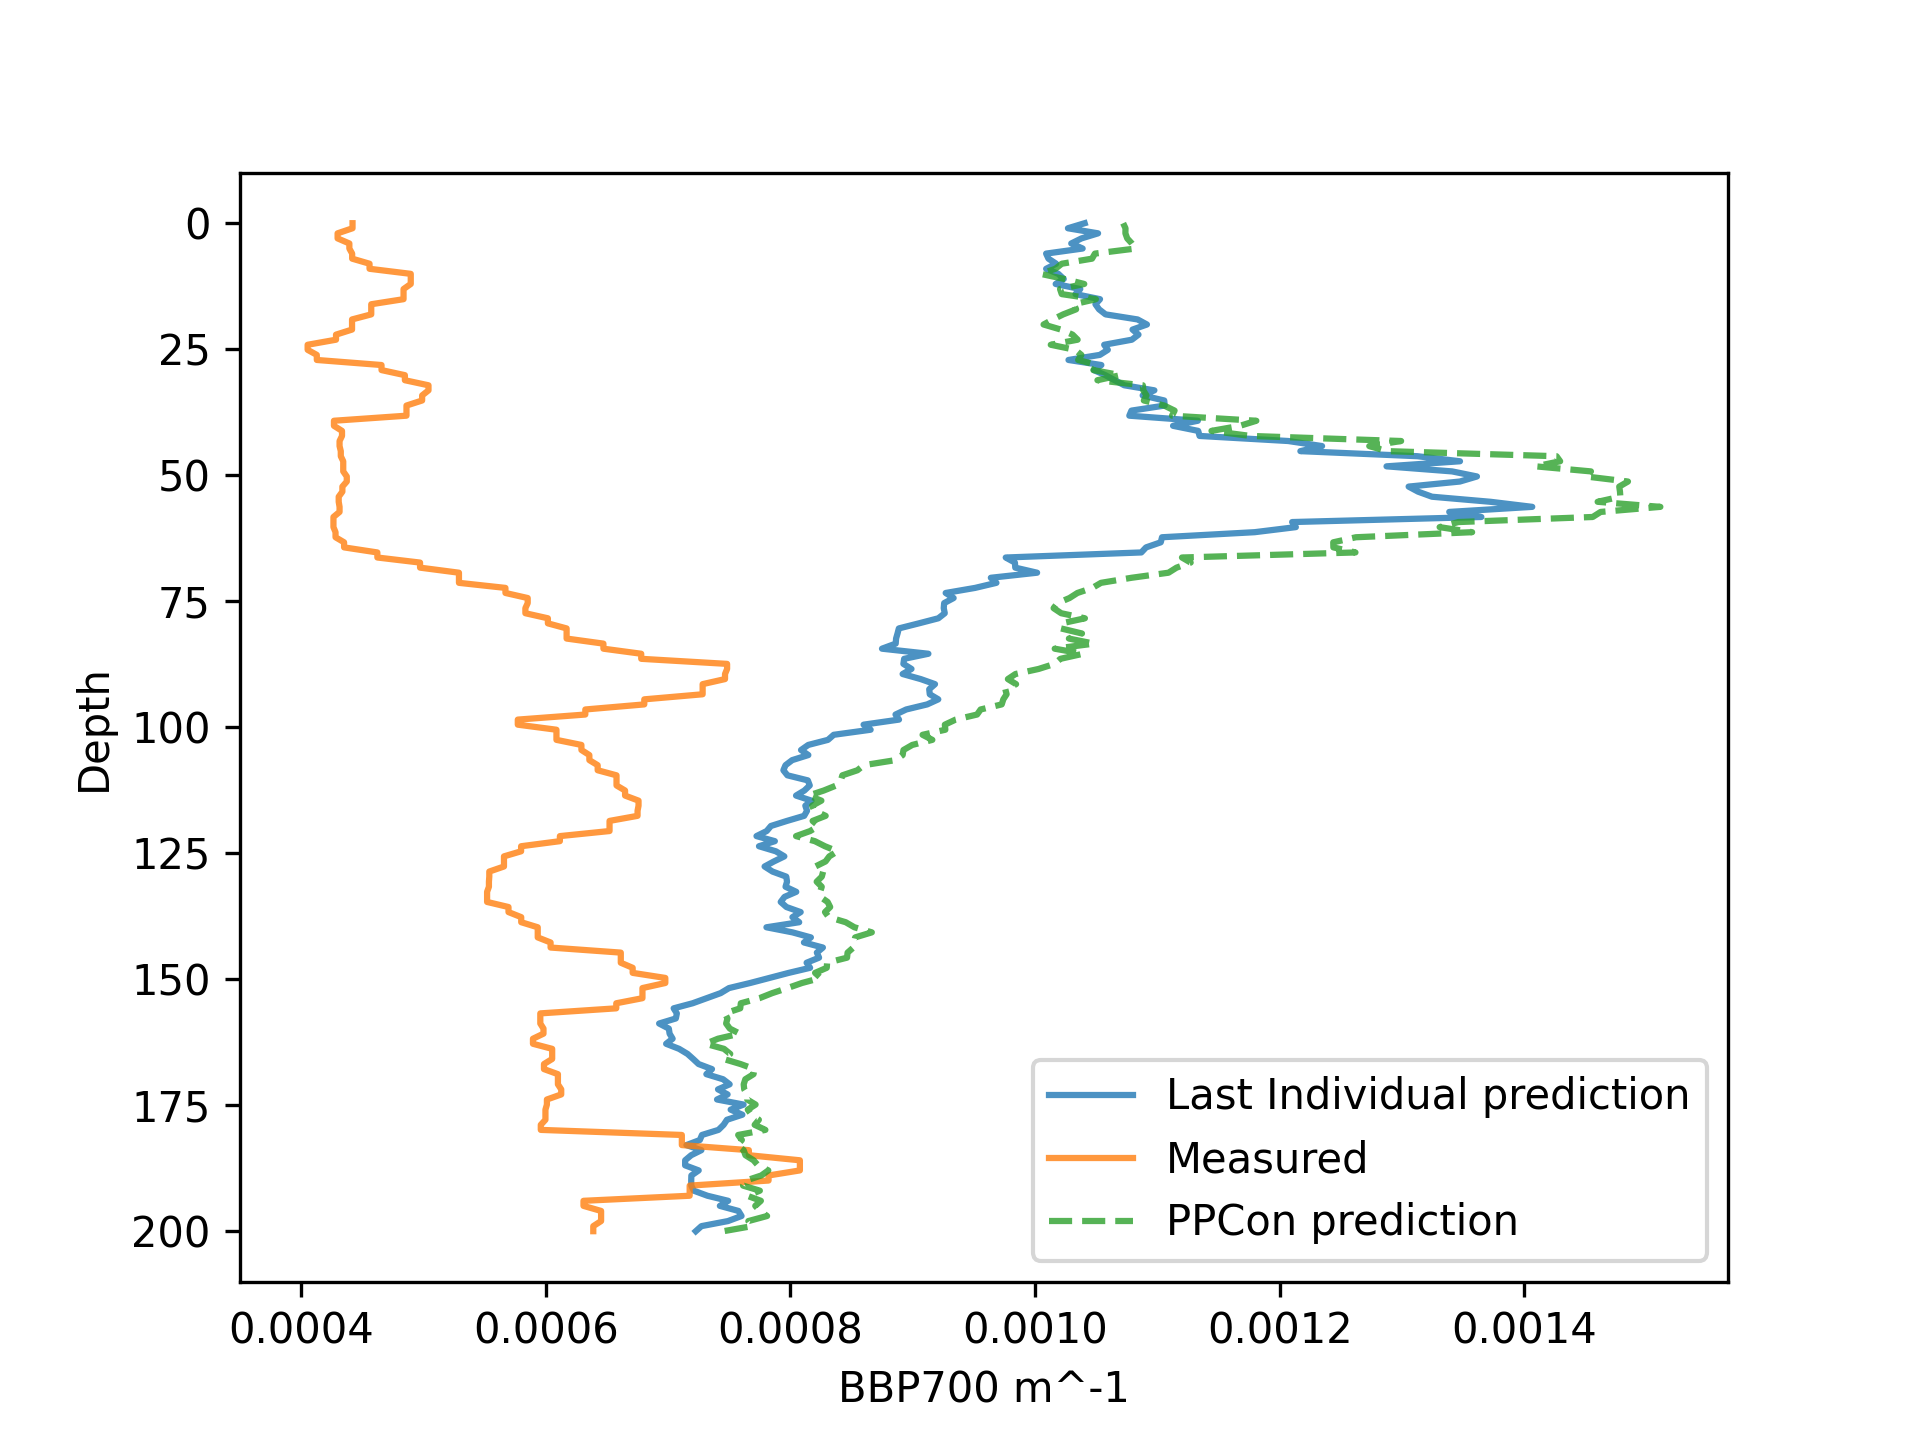 0
25
50
75
100
125
150
175
200
Depth
0.0004 0.0006 0.0008 0.0010 0.0012 0.0014
BBP700 m^-1
Last Individual prediction
Measured
PPCon prediction